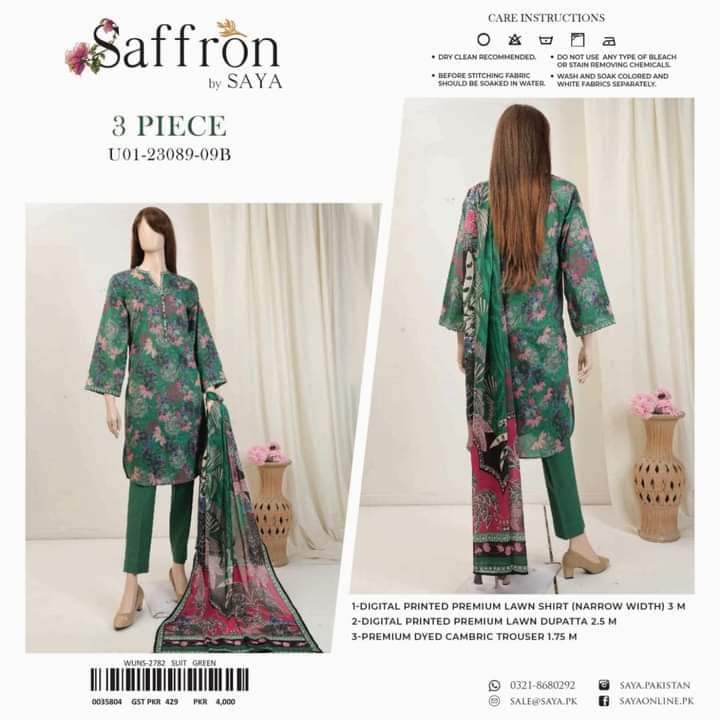 Saffron
by SAYA
3 PIECE
U01-23089-09B
CARE INSTRUCTIONS
• DRY CLEAN RECOMMENDED.
• BEFORE STITCHING FABRIC
SHOULD BE SOAKED IN WATER.
• DO NOT USE ANY TYPE OF BLEACH
OR STAIN REMOVING CHEMICALS.
• WASH AND SOAK COLORED AND
WHITE FABRICS SEPARATELY.
1-DIGITAL PRINTED PREMIUM LAWN SHIRT (NARROW WIDTH) 3 M
2-DIGITAL PRINTED PREMIUM LAWN DUPATTA 2.5 M
3-PREMIUM DYED CAMBRIC TROUSER 1.75 M
WUNS-2782 SUIT GREEN
0035804 GST PKR 429 PKR 4,000
0321-8680292
SALE@SAYA.PK
SAYA.PAKISTAN
SAYAONLINE.PK